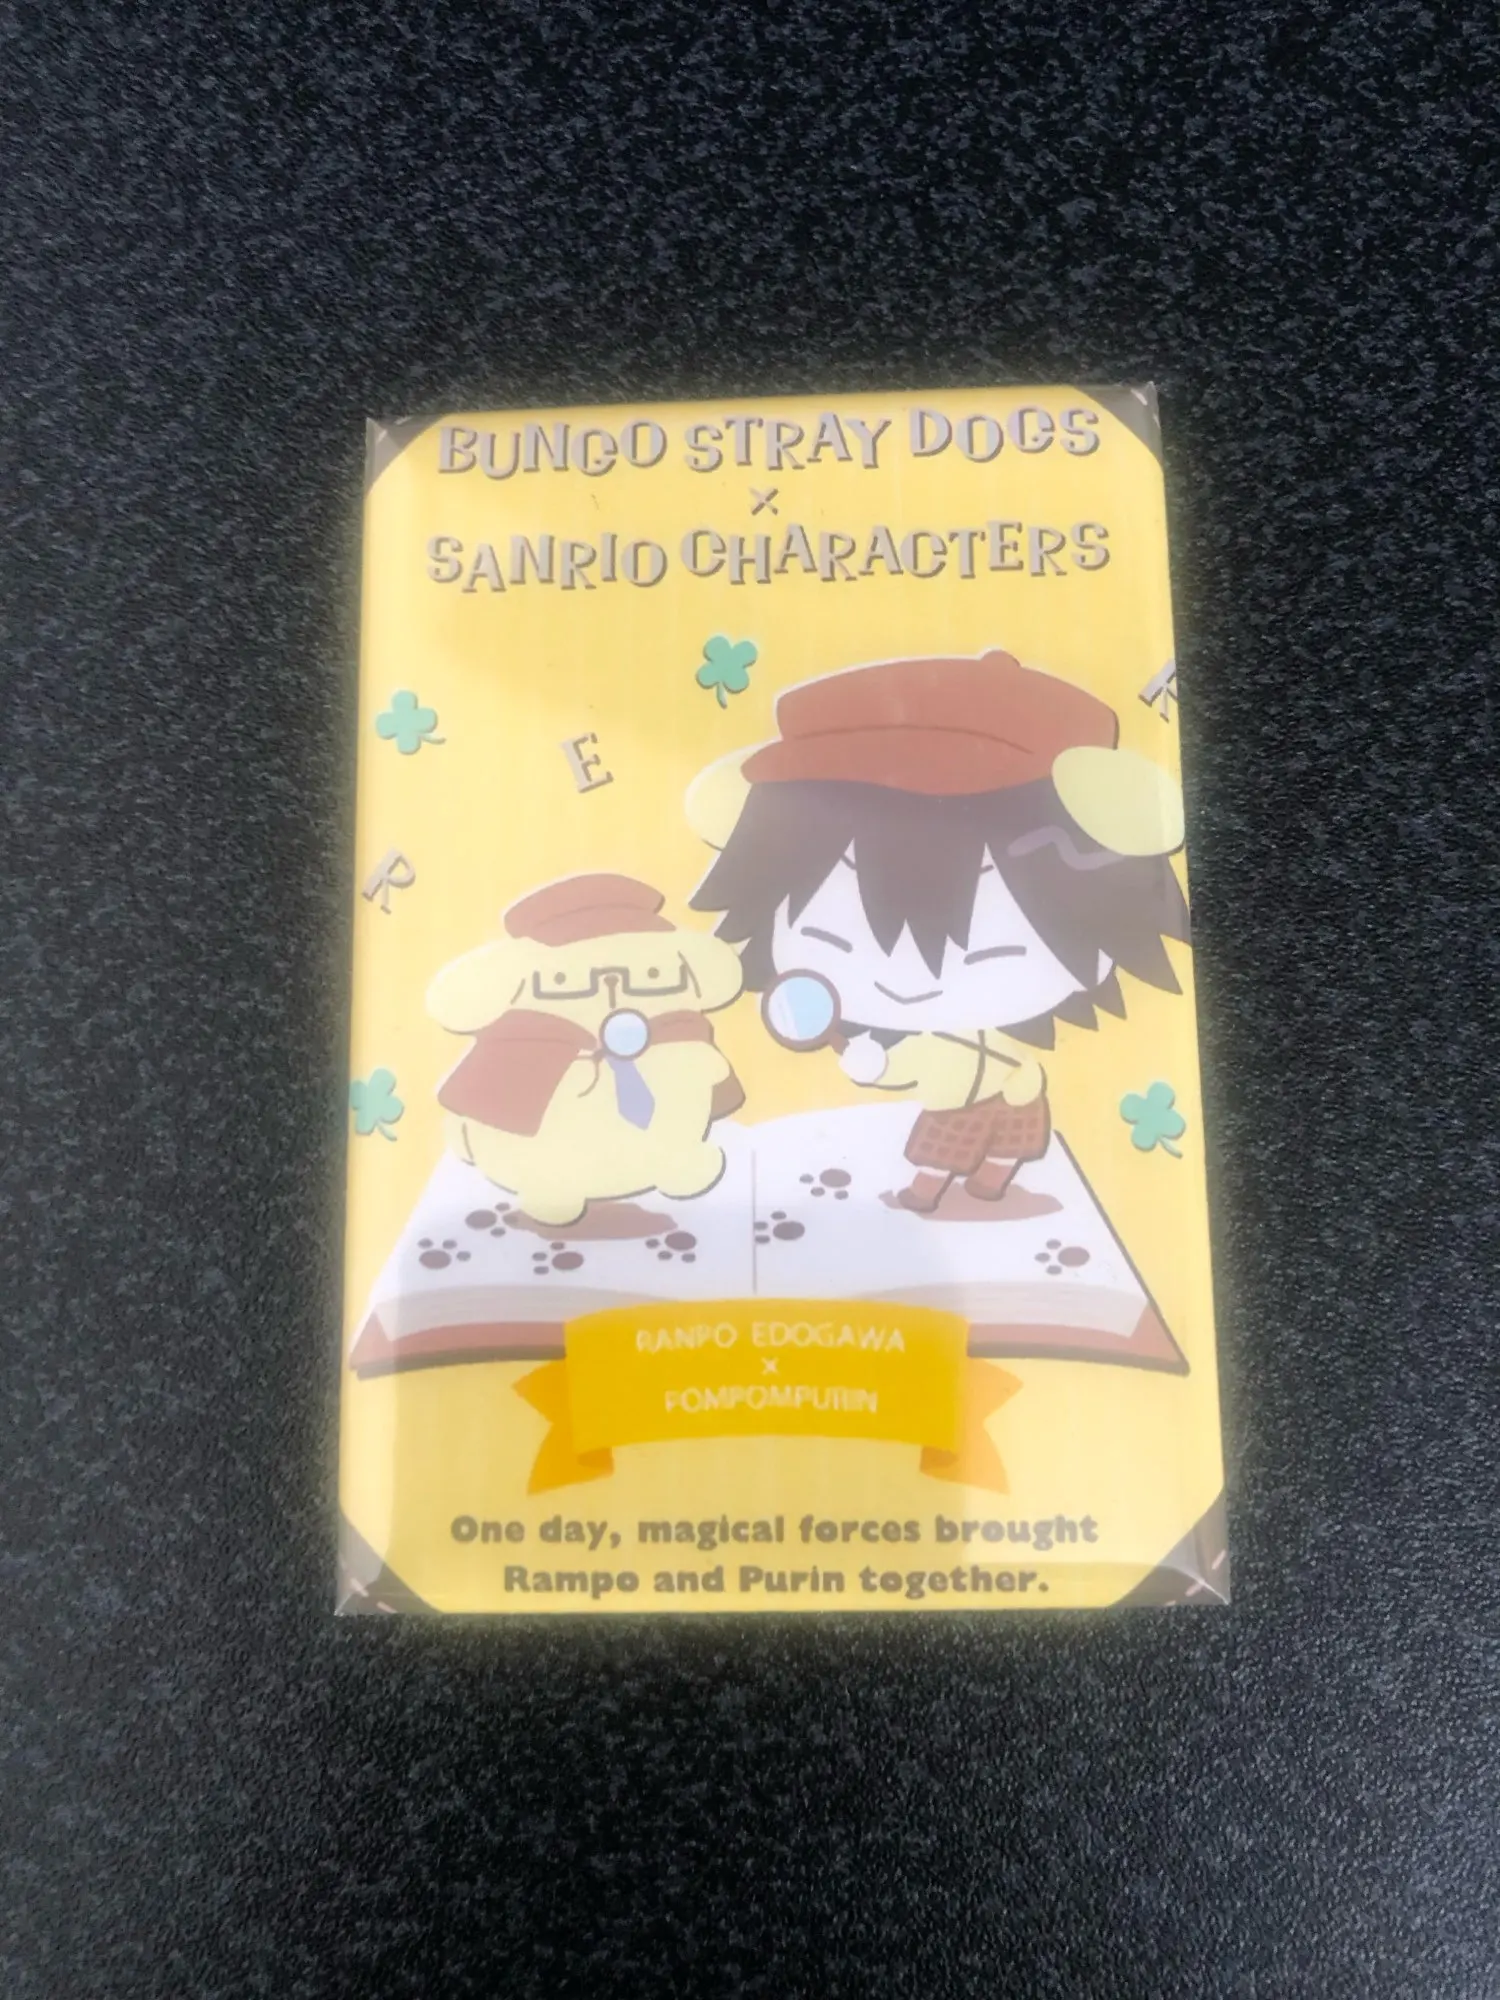 BUNGO STRAY DOGS
×
SANRIO CHARACTERS
R
E
R
RANPO EDOGAWA
×
POMPOMPURIN
One day, magical forces brought
Rampo and Purin together.